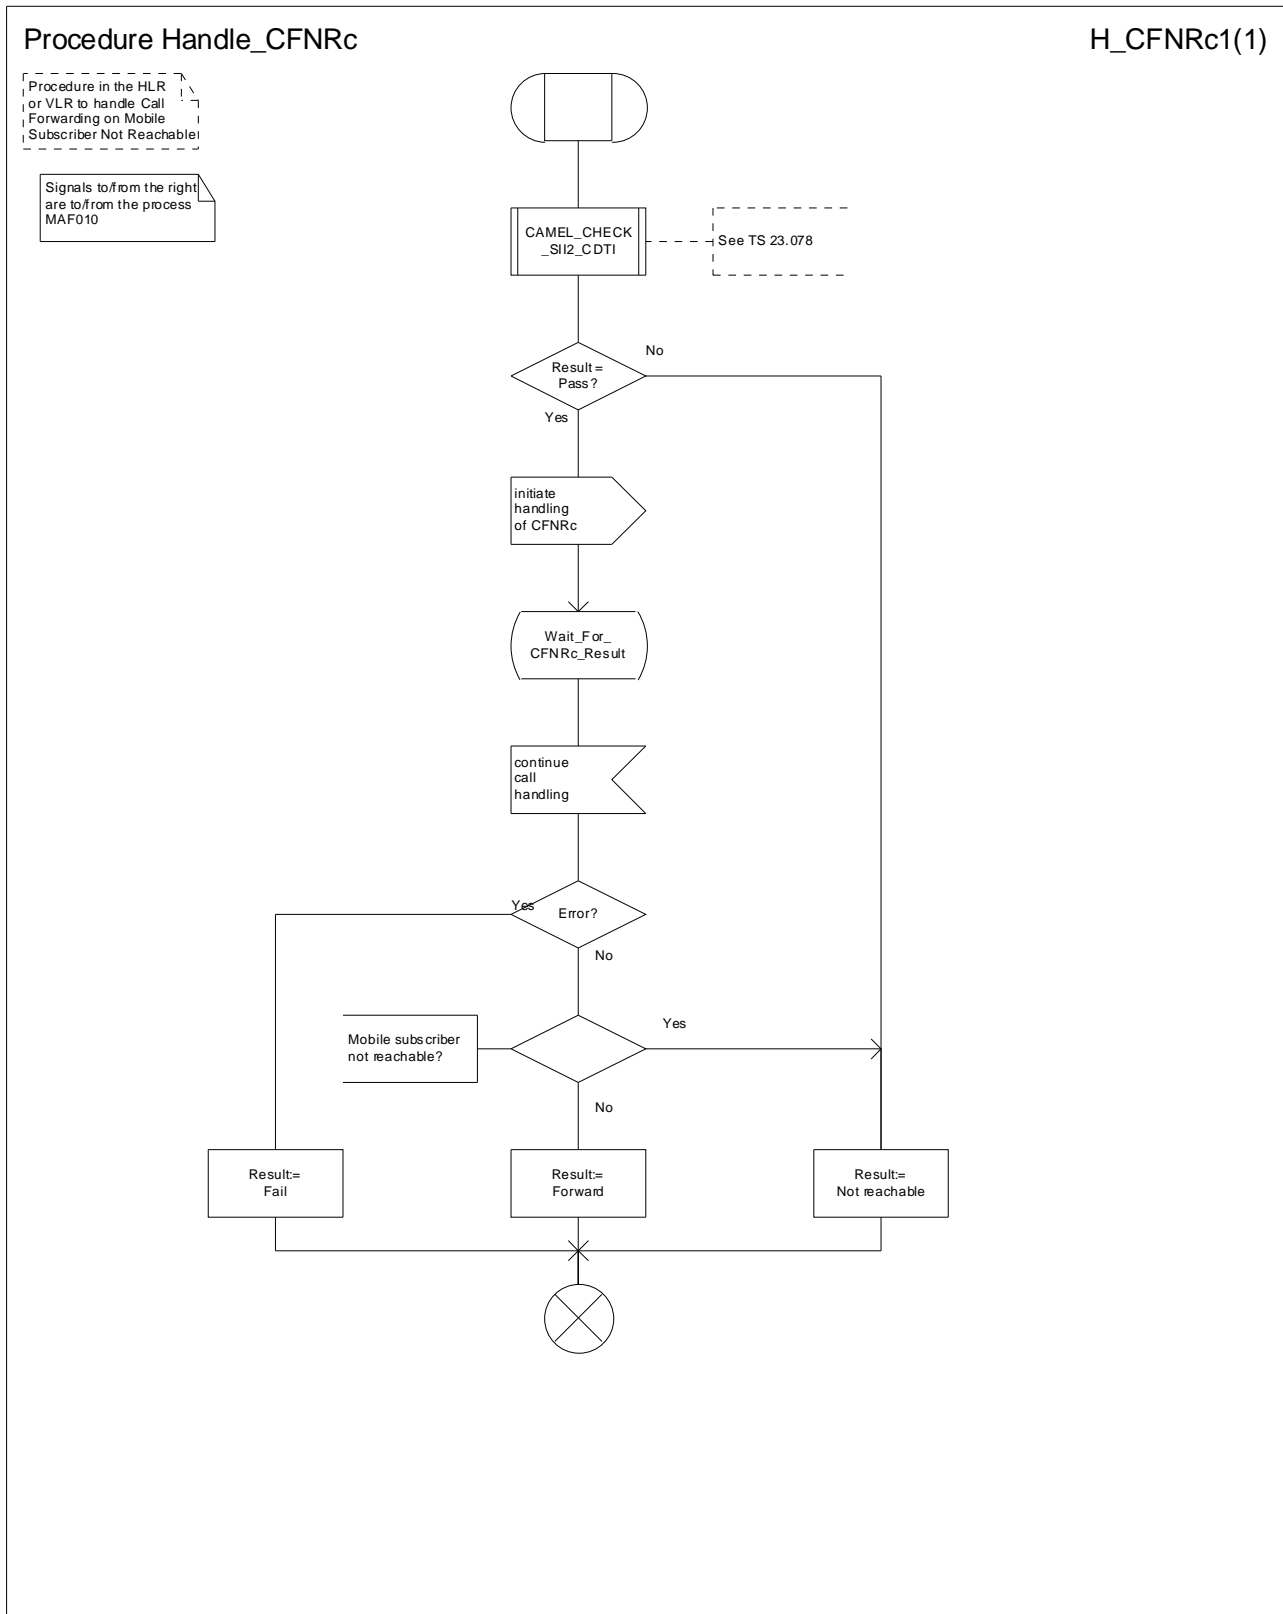 Procedure Handle_CFNRc
H_CFNRc1(1)
Procedure in the HLR
or VLR to handle Call
Forwarding on Mobile
Subscriber Not Reachable
Signals to/from the right
are to/from the process
MAF010
CAMEL_CHECK
_SII2_CDTI
See TS 23.078
Result=
Pass?
No
Yes
initiate
handling
of CFNRc
Wait_For_
CFNRc_Result
continue
call
handling
Error?
Yes
No
Mobile subscriber
not reachable?
Yes
No
Result:=
Fail
Result:=
Forward
Result:=
Not reachable